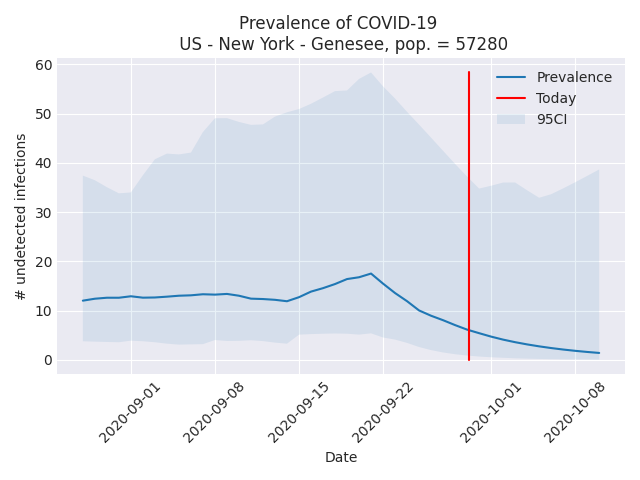 Prevalence of COVID-19
US - New York - Genesee, pop. = 57280
Prevalence
Today
95CI
# undetected infections
60
50
40
30
20
10
0
2020-09-01
2020-09-08
2020-09-15
2020-09-22
2020-10-01
2020-10-08
Date